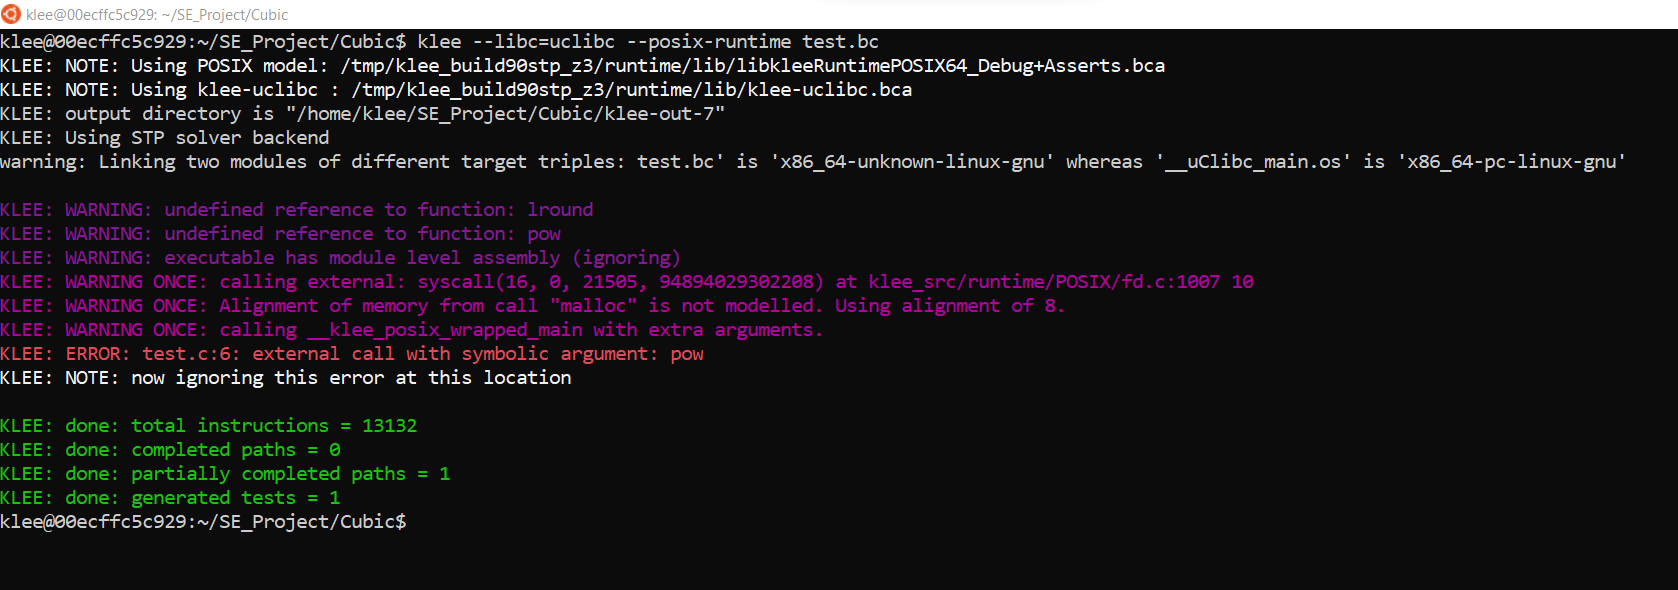 klee@00ecffc5c929: ~/SE_Project/Cubic
klee@00ecffc5c929:~/SE_Project/Cubic$ klee --libc=uclibc --posix-runtime test.bc
KLEE: NOTE: Using POSIX model: /tmp/klee_build90stp_z3/runtime/lib/libkleeRuntimePOSIX64_Debug+Asserts.bca
KLEE: NOTE: Using klee-uclibc : /tmp/klee_build90stp_z3/runtime/lib/klee-uclibc.bca
KLEE: output directory is "/home/klee/SE_Project/Cubic/klee-out-7"
KLEE: Using STP solver backend
warning: Linking two modules of different target triples: test.bc' is 'x86_64-unknown-linux-gnu' whereas '__uClibc_main.os' is 'x86_64-pc-linux-gnu'
KLEE: WARNING: undefined reference to function: lround
KLEE: WARNING: undefined reference to function: pow
KLEE: WARNING: executable has module level assembly (ignoring)
KLEE: WARNING ONCE: calling external: syscall(16, 0, 21505, 94894029302208) at klee_src/runtime/POSIX/fd.c:1007 10
KLEE: WARNING ONCE: Alignment of memory from call "malloc" is not modelled. Using alignment of 8.
KLEE: WARNING ONCE: calling __klee_posix_wrapped_main with extra arguments.
KLEE: ERROR: test.c:6: external call with symbolic argument: pow
KLEE: NOTE: now ignoring this error at this location
KLEE: done: total instructions = 13132
KLEE: done: completed paths = 0
KLEE: done: partially completed paths = 1
KLEE: done: generated tests = 1
klee@00ecffc5c929:~/SE_Project/Cubic$